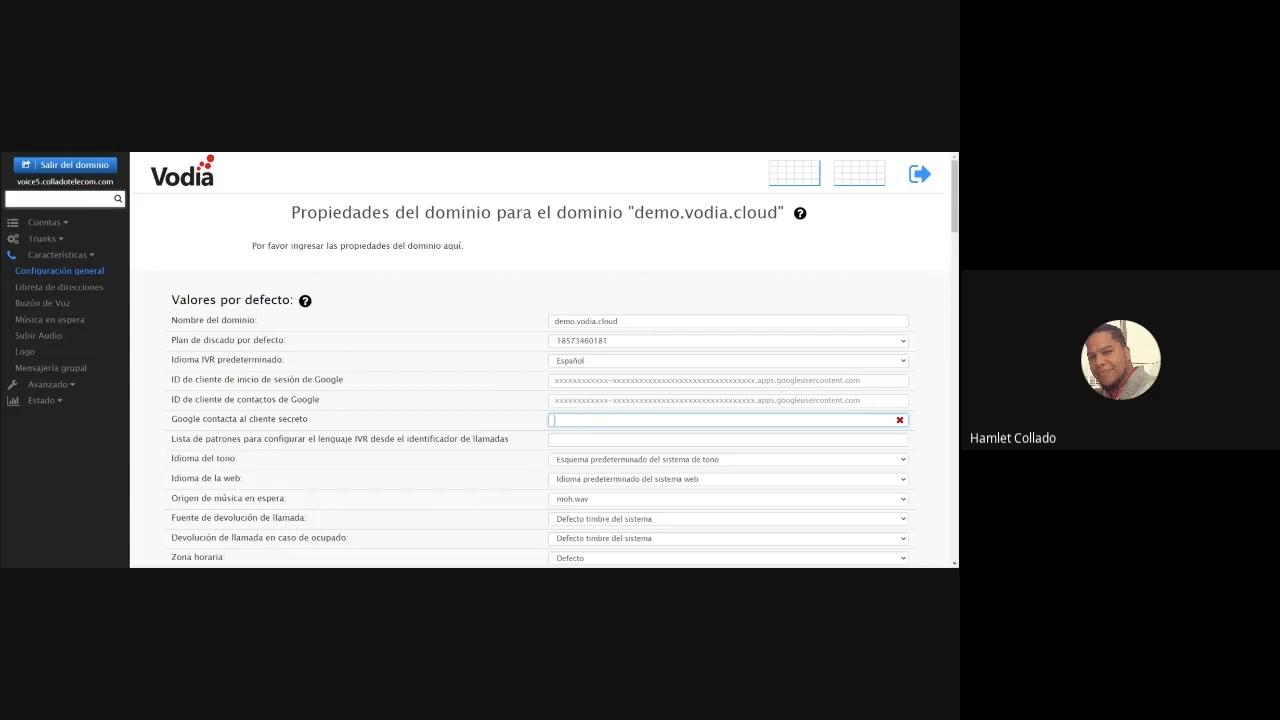 Salir del dominio
voice5.colladotelecom.com
Cuentas
Trunks
Características
Configuración general
Libreta de direcciones
Buzón de Voz
Música en espera
Subir Audio
Logo
Mensajería grupal
Avanzado
Estado
Vodia
Propiedades del dominio para el dominio "demo.vodia.cloud" ?
Por favor ingresar las propiedades del dominio aquí.
Valores por defecto: ?
Nombre del dominio: demo.vodia.cloud
Plan de discado por defecto: 18573460181
Idioma IVR predeterminado: Español
ID de cliente de inicio de sesión de Google xxxxxxxxxxxx-xxxxxxxxxxxxxxxxxxxxxxxxxxxxxxxx.apps.googleusercontent.com
ID de cliente de contactos de Google xxxxxxxxxxxx-xxxxxxxxxxxxxxxxxxxxxxxxxxxxxxxx.apps.googleusercontent.com
Google contacta al cliente secreto
Lista de patrones para configurar el lenguaje IVR desde el identificador de llamadas
Idioma del tono: Esquema predeterminado del sistema de tono
Idioma de la web: Idioma predeterminado del sistema web
Origen de música en espera: moh.wav
Fuente de devolución de llamada: Defecto timbre del sistema
Devolución de llamada en caso de ocupado: Defecto timbre del sistema
Zona horaria: Defecto
Hamlet Collado